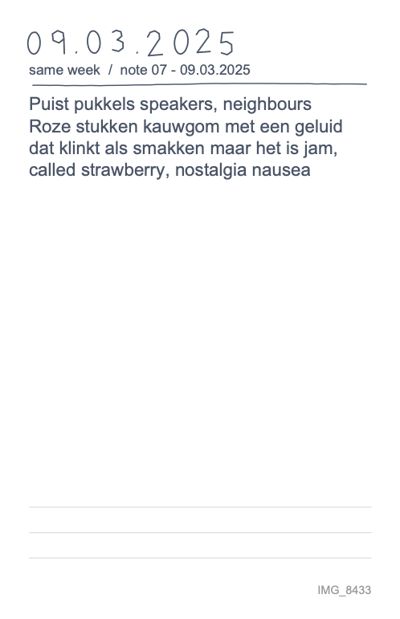 09.03.2025
same week / note 07 - 09.03.2025
Puist pukkels speakers, neighbours
Roze stukken kauwgom met een geluid
dat klinkt als smakken maar het is jam,
called strawberry, nostalgia nausea
IMG_8433